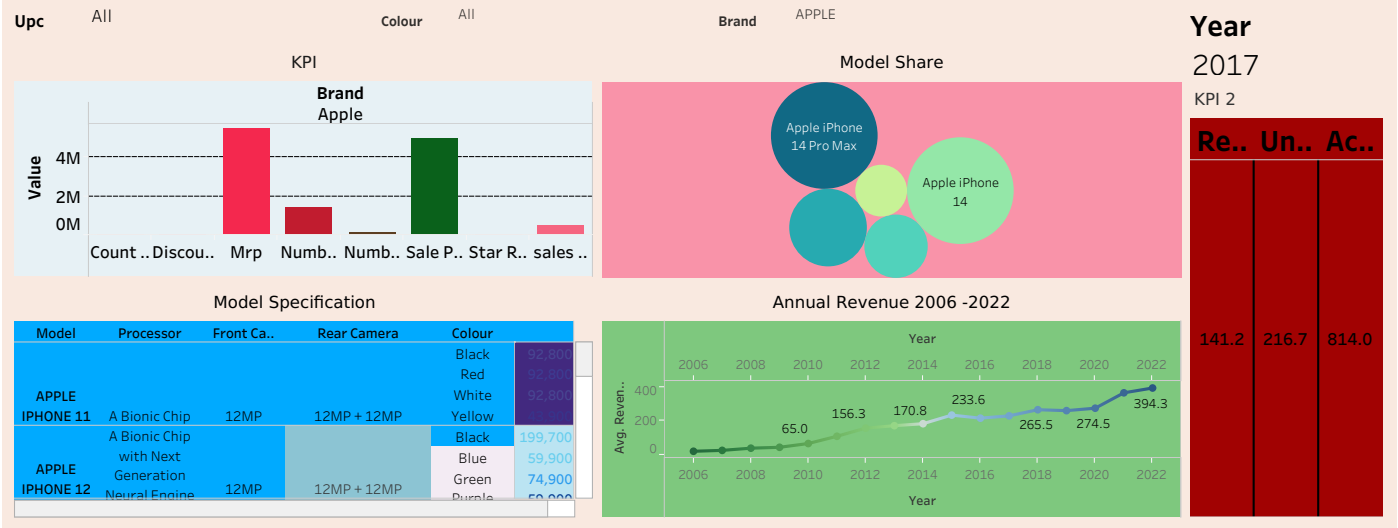 Upc All Colour All Brand APPLE
Year
2017
KPI 2
Re.. Un.. Ac..
141.2 216.7 814.0
KPI
Brand
Apple
Value
4M
2M
0M
Count .. Discou.. Mrp Numb.. Numb.. Sale P.. Star R.. sales ..
Model Share
Apple iPhone
14 Pro Max
Apple iPhone
14
Model Specification
Model Processor Front Ca.. Rear Camera Colour
Black 92,800
Red 92,800
White 92,800
APPLE
IPHONE 11 A Bionic Chip 12MP 12MP + 12MP Yellow
A Bionic Chip Black 199,700
with Next Blue 59,900
APPLE
Generation Green 74,900
IPHONE 12 Neural Engine 12MP 12MP + 12MP Purple 59,900
Annual Revenue 2006 -2022
Year
2006 2008 2010 2012 2014 2016 2018 2020 2022
Avg. Reven..
400
200
0
65.0 156.3 170.8 233.6 265.5 274.5 394.3
2006 2008 2010 2012 2014 2016 2018 2020 2022
Year